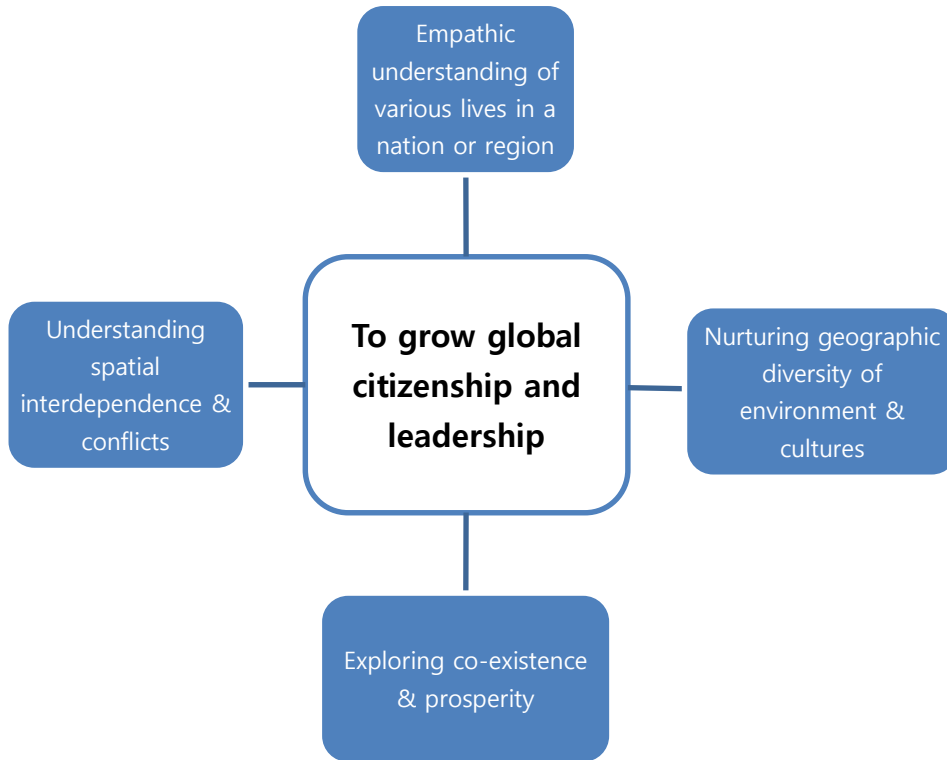 Empathic
understanding of
various lives in a
nation or region
Understanding
spatial
interdependence &
conflicts
To grow global
citizenship and
leadership
Nurturing geographic
diversity of
environment &
cultures
Exploring co-existence
& prosperity